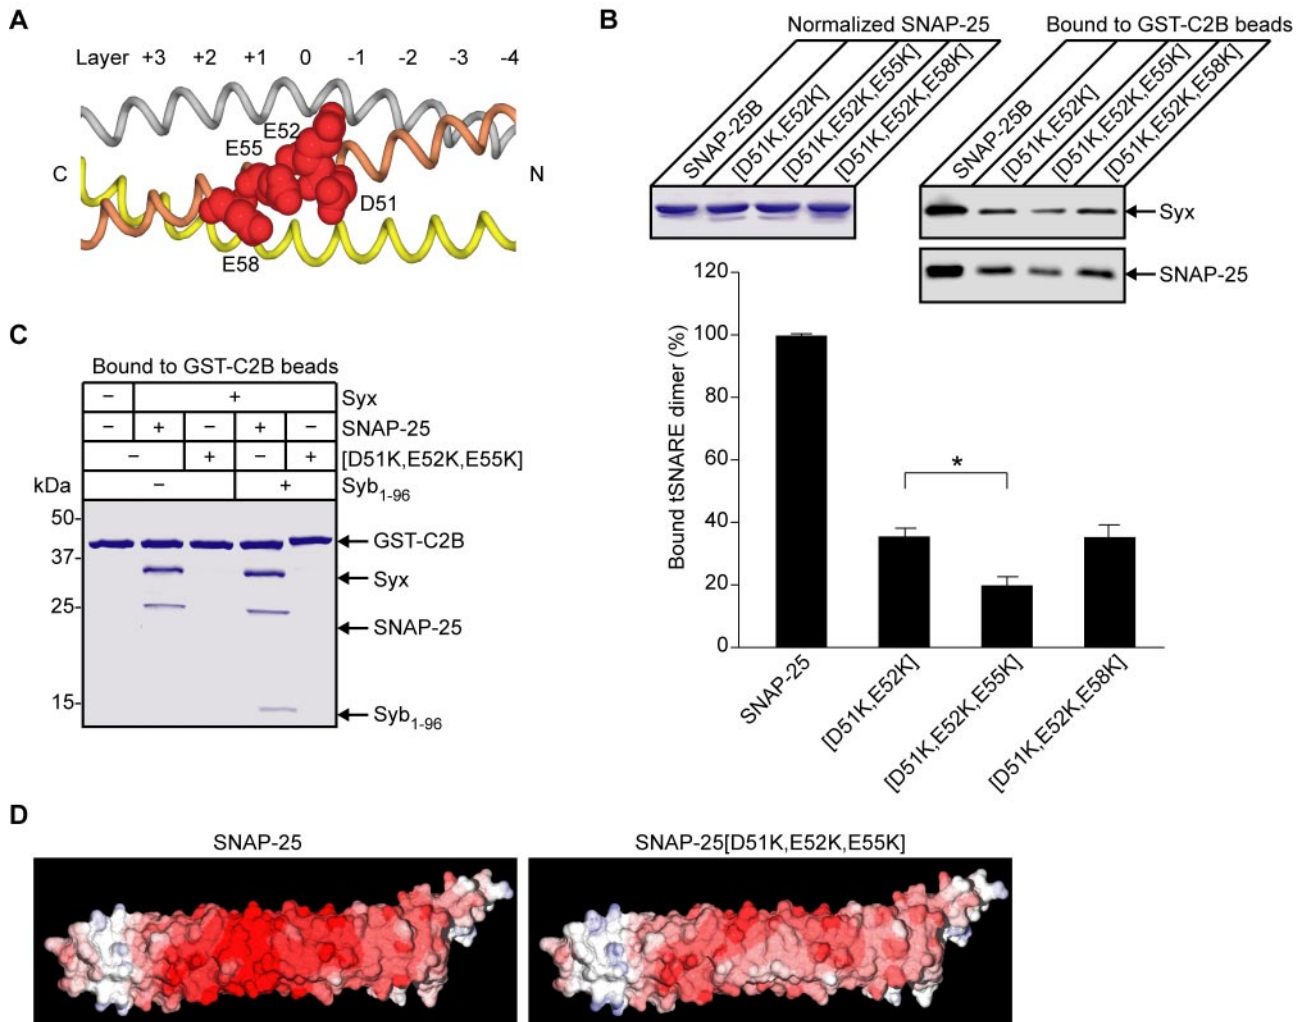 A
Layer +3 +2 +1 0 -1 -2 -3 -4
E52
E55
C
N
D51
E58
B
Normalized SNAP-25
Bound to GST-C2B beads
SNAP-25B
[D51K,E52K]
[D51K,E52K,E55K]
[D51K,E52K,E58K]
SNAP-25B
[D51K,E52K]
[D51K,E52K,E55K]
[D51K,E52K,E58K]
Syx
SNAP-25
Bound tSNARE dimer (%)
120
100
80
60
40
20
0
*
SNAP-25
[D51K,E52K]
[D51K,E52K,E55K]
[D51K,E52K,E58K]
C
Bound to GST-C2B beads
– + Syx
– + – + – SNAP-25
– + – + [D51K,E52K,E55K]
kDa – + Syb1-96
50
37
25
15
GST-C2B
Syx
SNAP-25
Syb1-96
D
SNAP-25
SNAP-25[D51K,E52K,E55K]